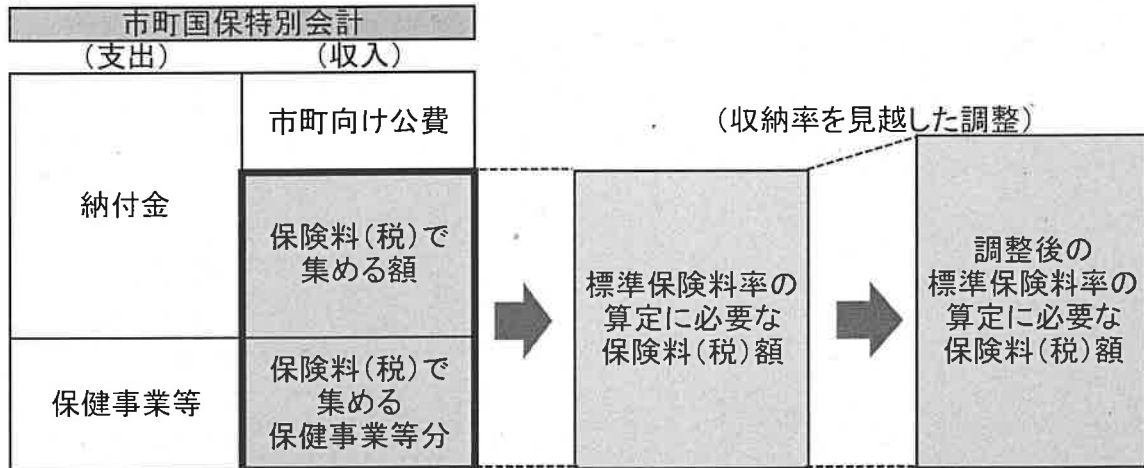 市町国保特別会計
(支出)
(収入)
市町向け公費
(収納率を見越した調整)
納付金
保険料(税)で
集める額
標準保険料率の
算定に必要な
保険料(税)額
調整後の
標準保険料率の
算定に必要な
保険料(税)額
保健事業等
保険料(税)で
集める
保健事業等分